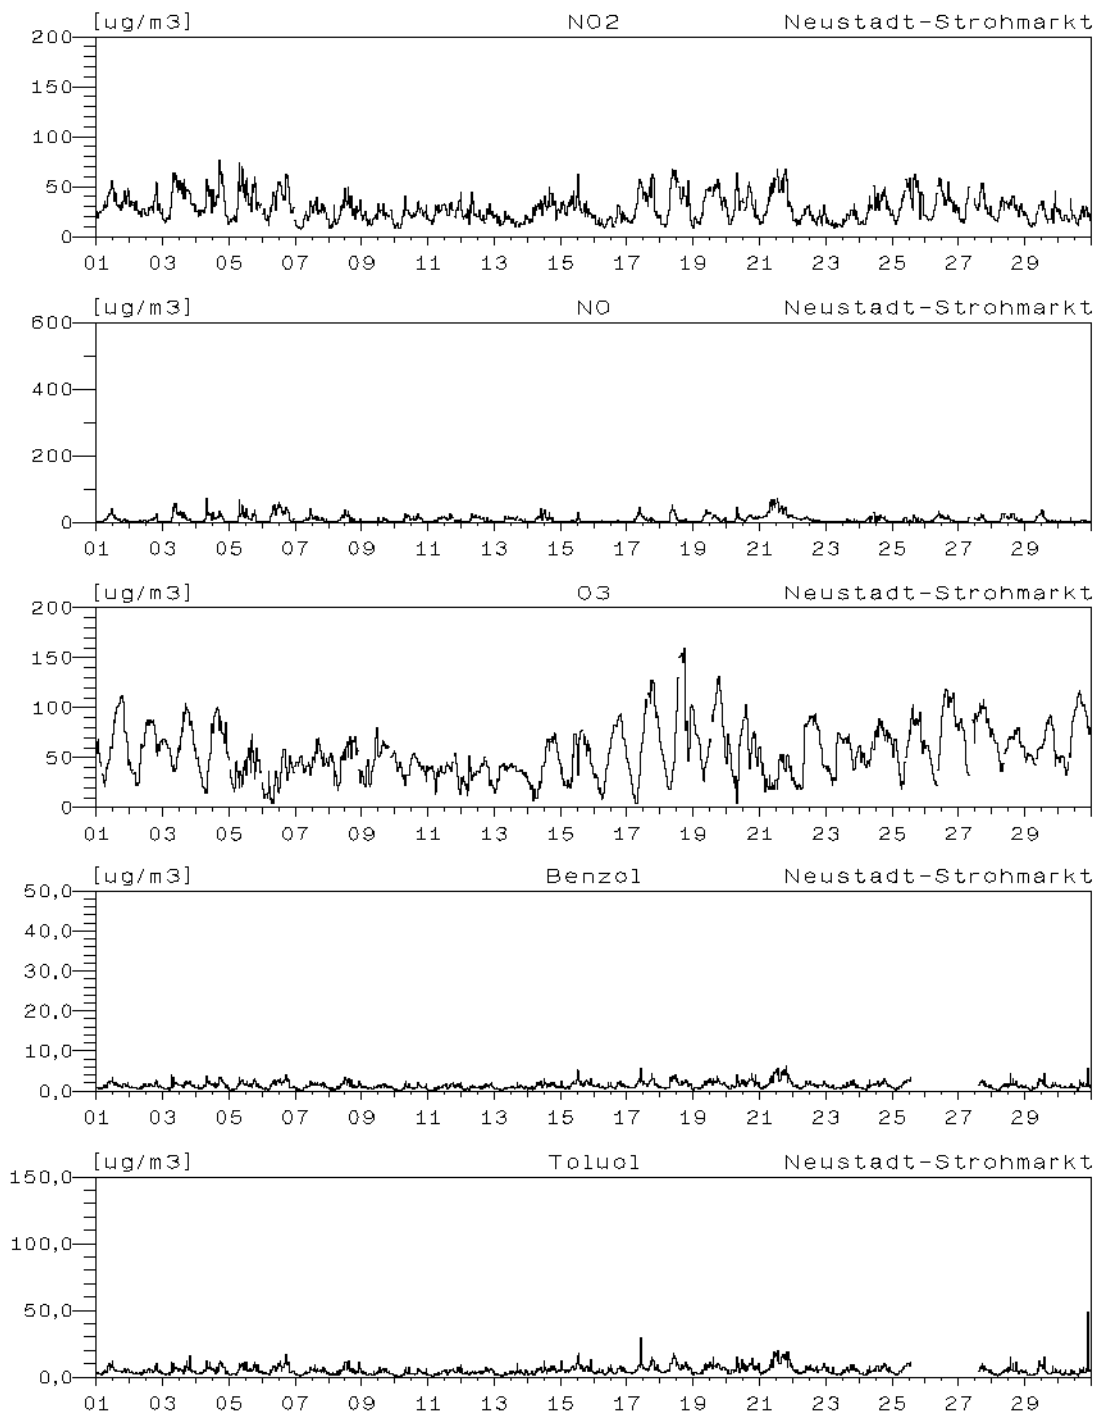 [ug/m3] NO2 Neustadt-Strohmarkt
200
150
100
50
0
01 03 05 07 09 11 13 15 17 19 21 23 25 27 29
[ug/m3] NO Neustadt-Strohmarkt
600
400
200
0
01 03 05 07 09 11 13 15 17 19 21 23 25 27 29
[ug/m3] O3 Neustadt-Strohmarkt
200
150
100
50
0
01 03 05 07 09 11 13 15 17 19 21 23 25 27 29
[ug/m3] Benzol Neustadt-Strohmarkt
50,0
40,0
30,0
20,0
10,0
0,0
01 03 05 07 09 11 13 15 17 19 21 23 25 27 29
[ug/m3] Toluol Neustadt-Strohmarkt
150,0
100,0
50,0
0,0
01 03 05 07 09 11 13 15 17 19 21 23 25 27 29